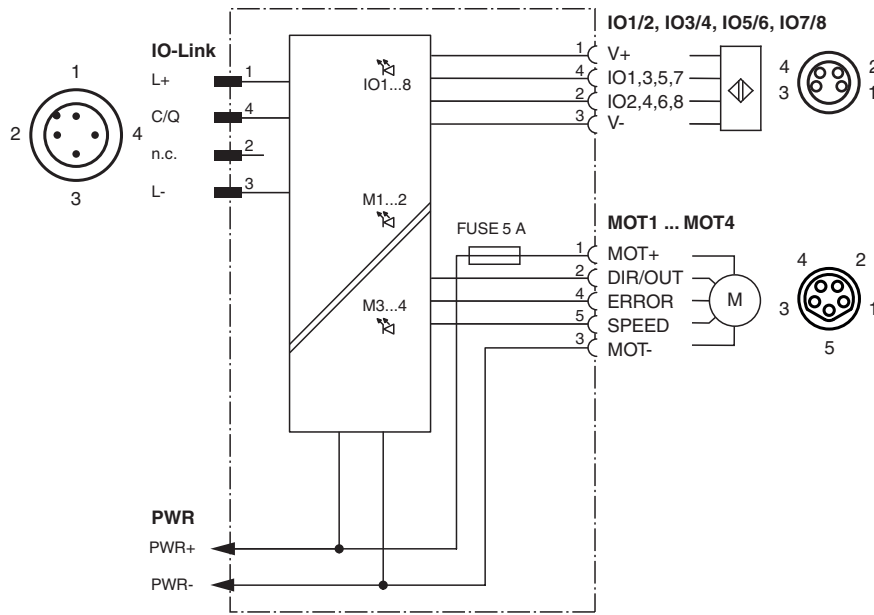 IO1/2, IO3/4, IO5/6, IO7/8
IO-Link
1
2
4
3
L+ 1
C/Q 4
n.c. 2
L- 3
IO1...8
M1...2
M3...4
1 V+
4 IO1,3,5,7
2 IO2,4,6,8
3 V-
4 2
3 1
FUSE 5 A
MOT1 ... MOT4
1 MOT+
2 DIR/OUT
4 ERROR
5 SPEED
3 MOT-
M
4 2
3 1
5
PWR
PWR+
PWR-